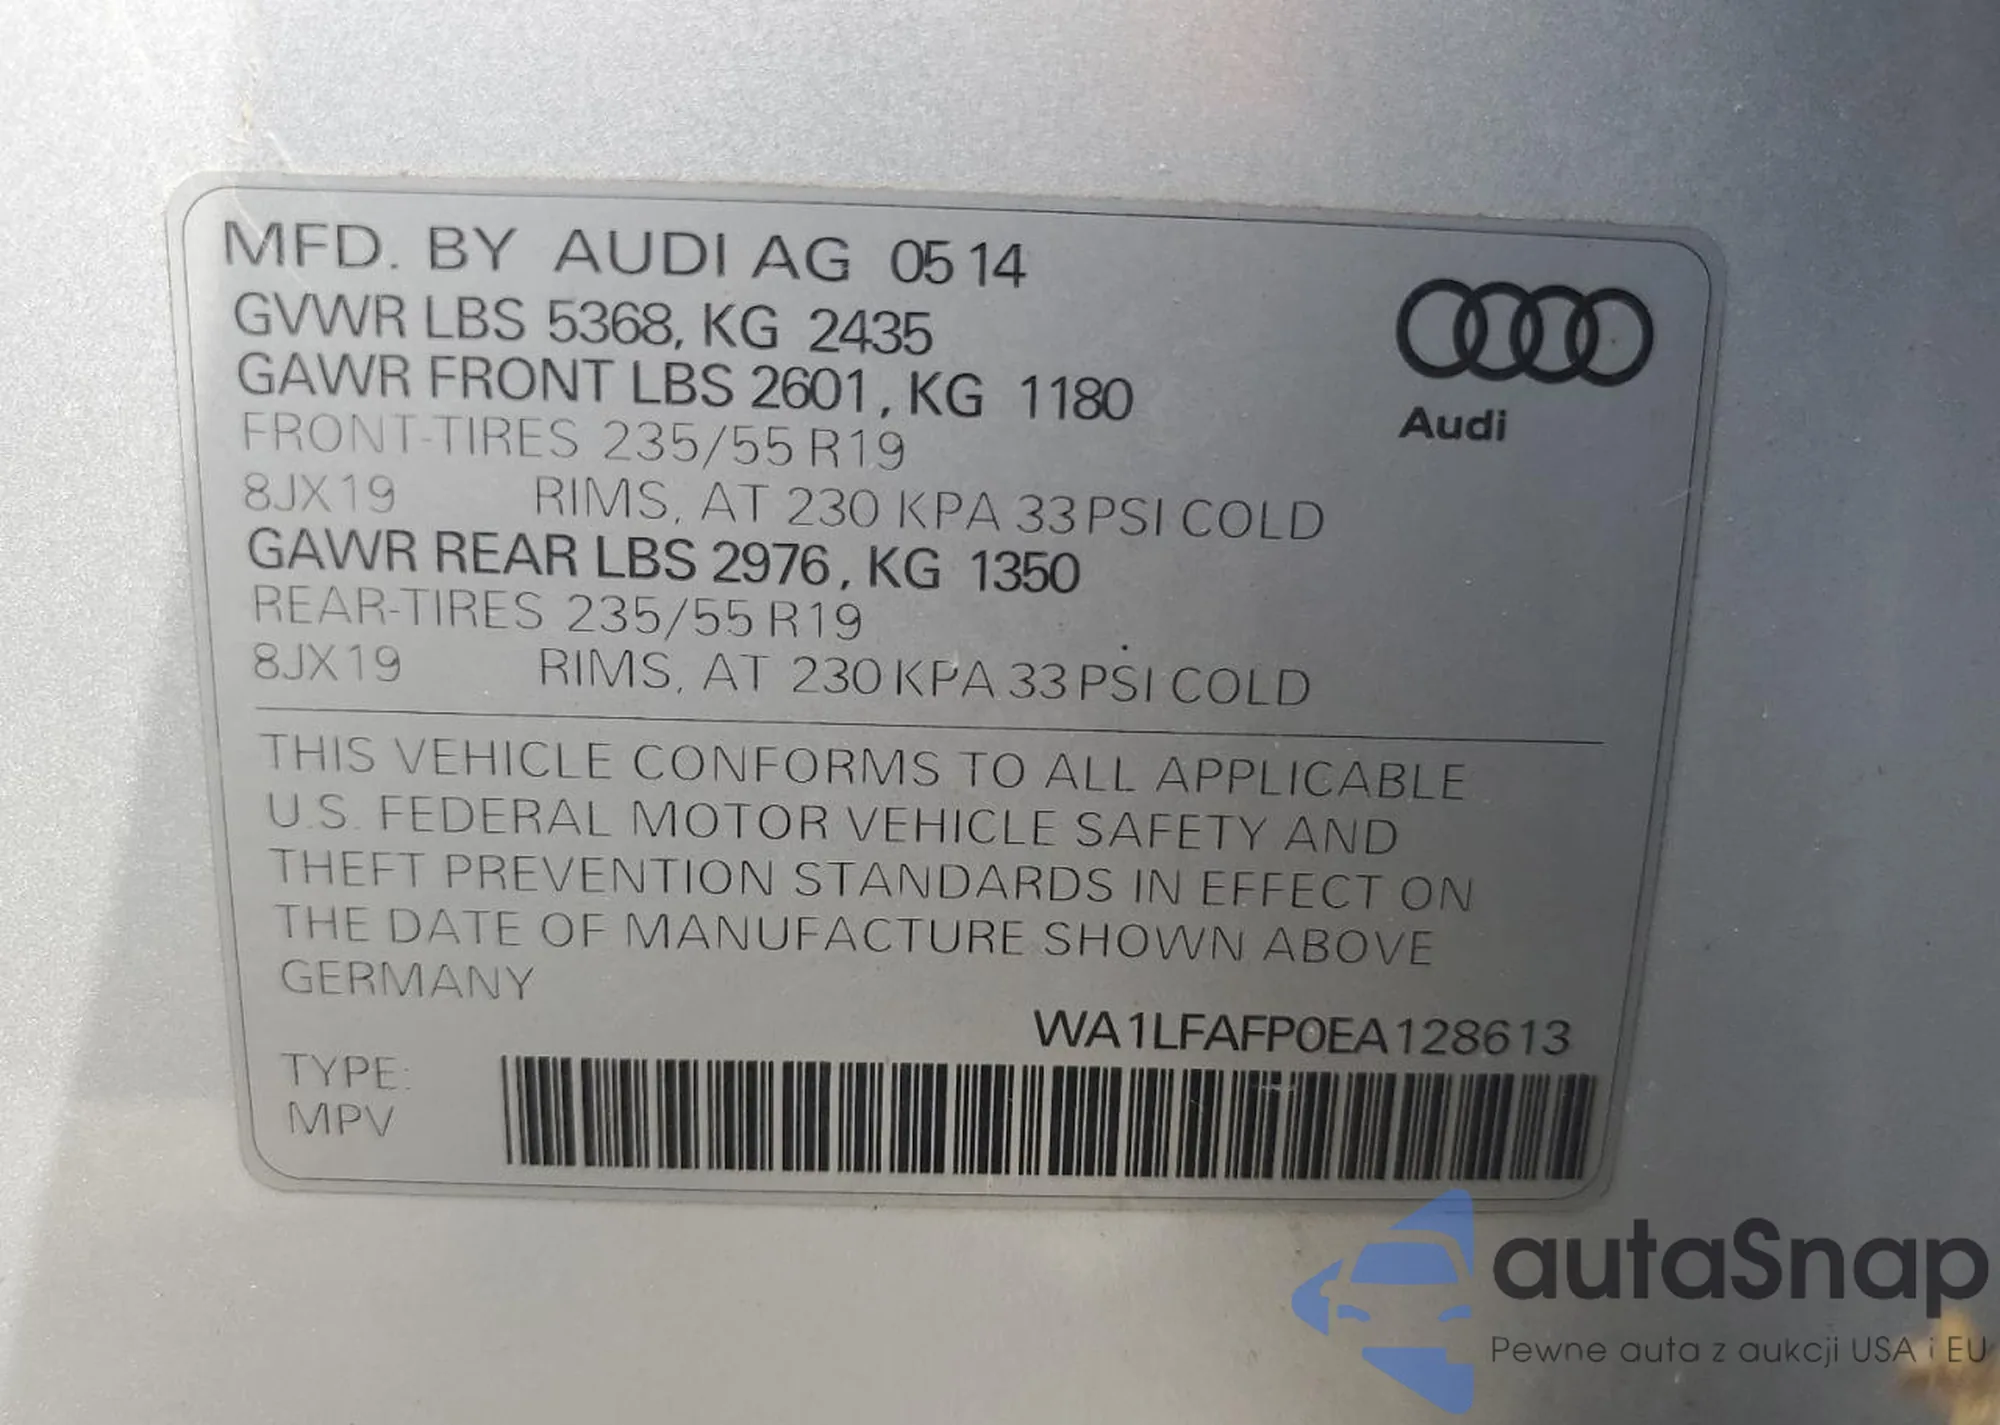 MFD. BY AUDI AG 05 14
GVWR LBS 5368, KG 2435
GAWR FRONT LBS 2601, KG 1180
FRONT-TIRES 235/55 R19
8JX19 RIMS, AT 230 KPA 33 PSI COLD
GAWR REAR LBS 2976, KG 1350
REAR-TIRES 235/55 R19
8JX19 RIMS, AT 230 KPA 33 PSI COLD
Audi
THIS VEHICLE CONFORMS TO ALL APPLICABLE
U.S. FEDERAL MOTOR VEHICLE SAFETY AND
THEFT PREVENTION STANDARDS IN EFFECT ON
THE DATE OF MANUFACTURE SHOWN ABOVE
GERMANY
WA1LFAFP0EA128613
TYPE:
MPV
autaSnap
Pewne auta z aukcji USA i EU